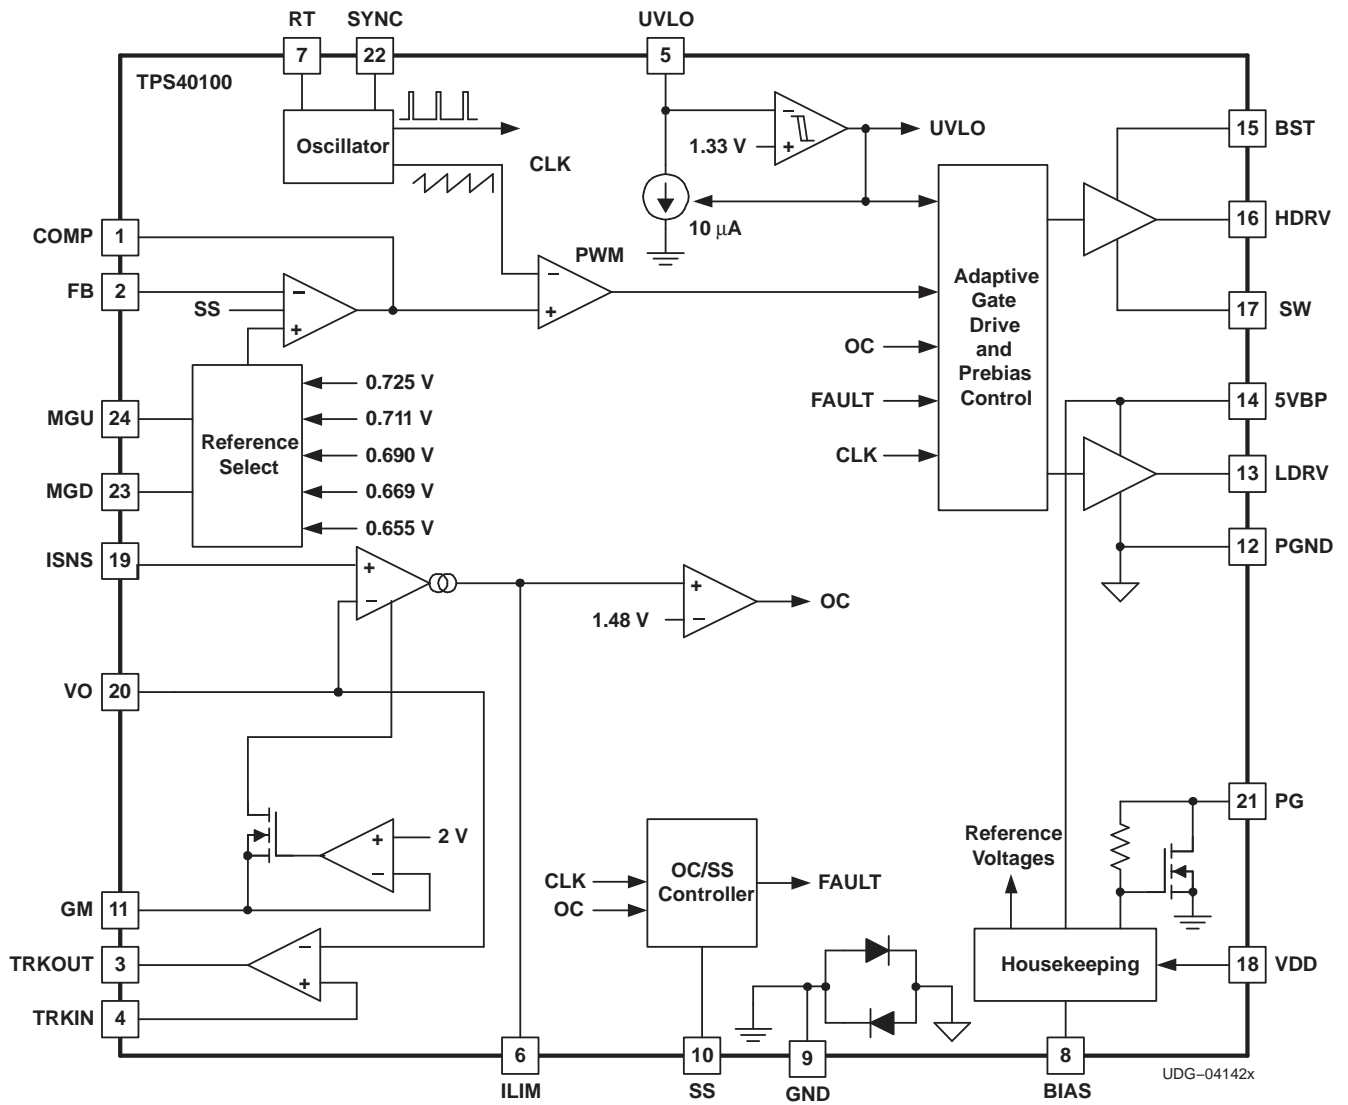 RT SYNC UVLO
7 22 5
TPS40100
Oscillator
CLK
1.33 V
UVLO
10 μA
15 BST
COMP 1
PWM
16 HDRV
FB 2
SS
Adaptive
Gate
Drive
and
Prebias
Control
17 SW
OC
FAULT
CLK
0.725 V
0.711 V
0.690 V
0.669 V
0.655 V
MGU 24
Reference
Select
MGD 23
14 5VBP
13 LDRV
12 PGND
ISNS 19
1.48 V
OC
VO 20
2 V
21 PG
Reference
Voltages
CLK
OC
OC/SS
Controller
FAULT
GM 11
TRKOUT 3
TRKIN 4
Housekeeping
18 VDD
6 10 9 8
ILIM SS GND BIAS
UDG–04142x